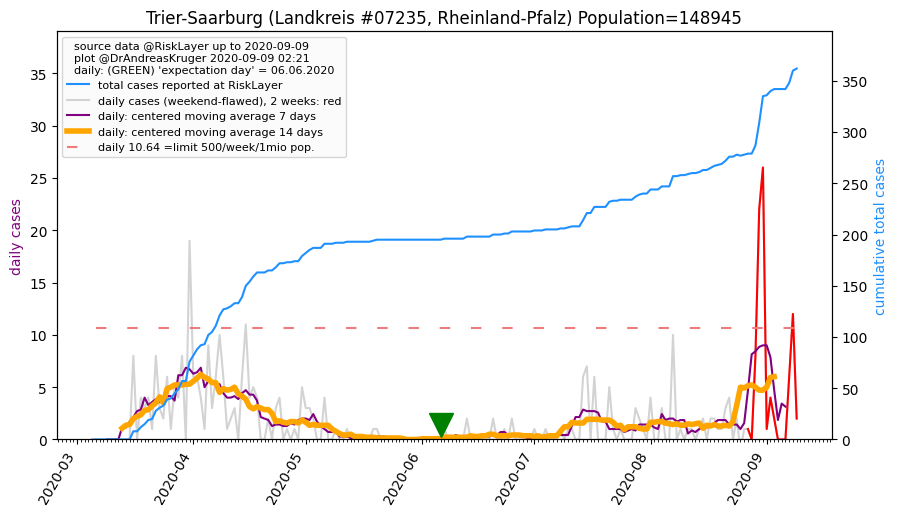 Trier-Saarburg (Landkreis #07235, Rheinland-Pfalz) Population=148945
source data @RiskLayer up to 2020-09-09
plot @DrAndreasKruger 2020-09-09 02:21
daily: (GREEN) 'expectation day' = 06.06.2020
total cases reported at RiskLayer
daily cases (weekend-flawed), 2 weeks: red
daily: centered moving average 7 days
daily: centered moving average 14 days
daily 10.64 =limit 500/week/1mio pop.
daily cases
35
30
25
20
15
10
5
0
cumulative total cases
350
300
250
200
150
100
50
0
2020-03
2020-04
2020-05
2020-06
2020-07
2020-08
2020-09